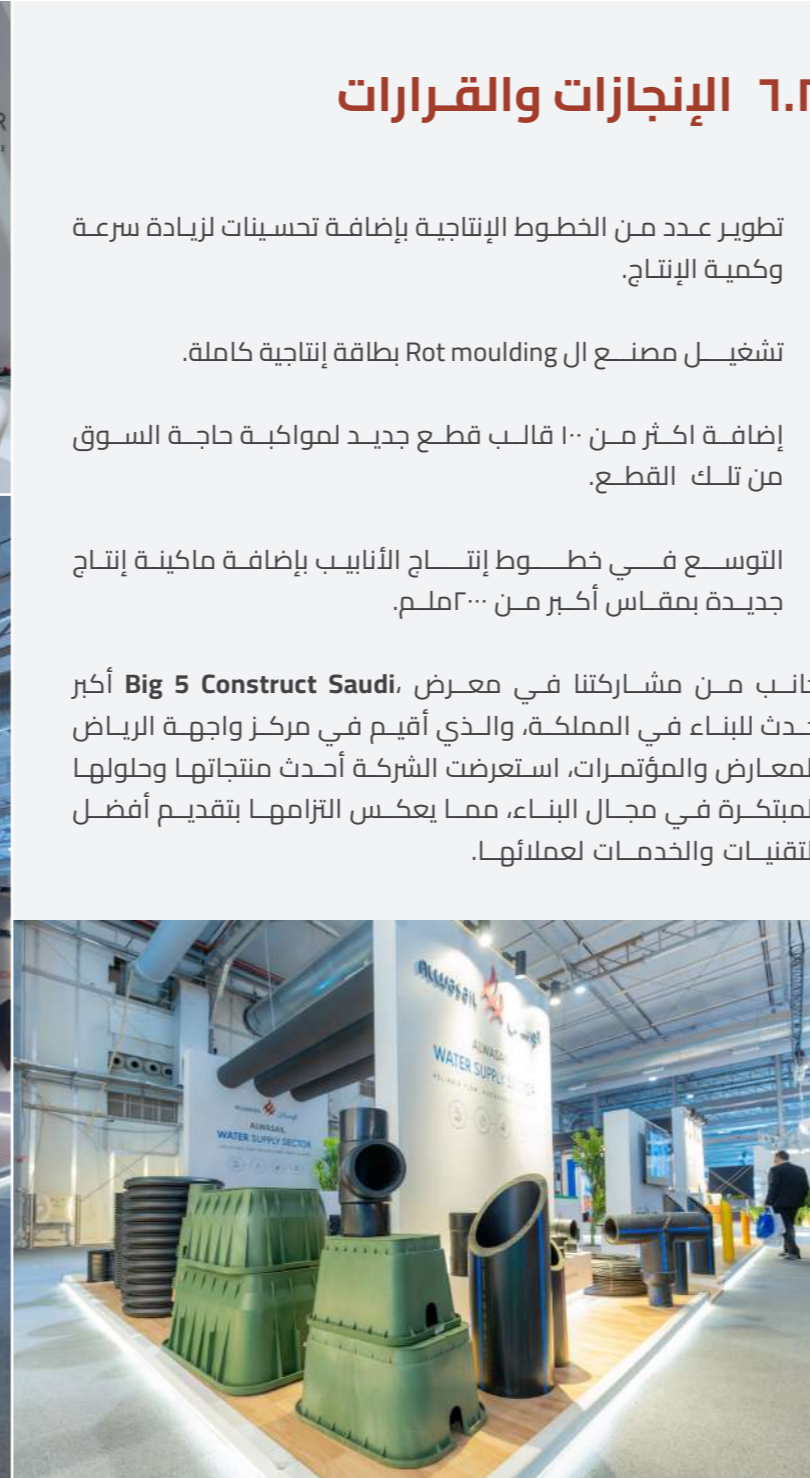 الإنجازات والقرارات
تطوير عدد من الخطوط الإنتاجية بإضافة تحسينات لزيادة سرعة
وكمية الإنتاج.
تشغيل مصنع ال Rot moulding بطاقة إنتاجية كاملة.
إضافة اكثر من ١٠٠ قالب قطع جديد لمواكبة حاجة السوق
من تلك القطع.
التوسع في خطوط إنتاج الأنابيب بإضافة ماكينة إنتاج
جديدة بمقاس أكبر من ٢٠٠٠ملم.
جانب من مشاركتنا في معرض Big 5 Construct Saudi، أكبر
حدث للبناء في المملكة، والذي أقيم في مركز واجهة الرياض
للمعارض والمؤتمرات، استعرضت الشركة أحدث منتجاتها وحلولها
المبتكرة في مجال البناء، مما يعكس التزامها بتقديم أفضل
التقنيات والخدمات لعملائها.
ALWASAIL
الوسائل
ALWASAIL
WATER SUPPLY SECTOR
ALWASAIL
الوسائل
ALWASAIL
WATER SUPPLY SECTOR